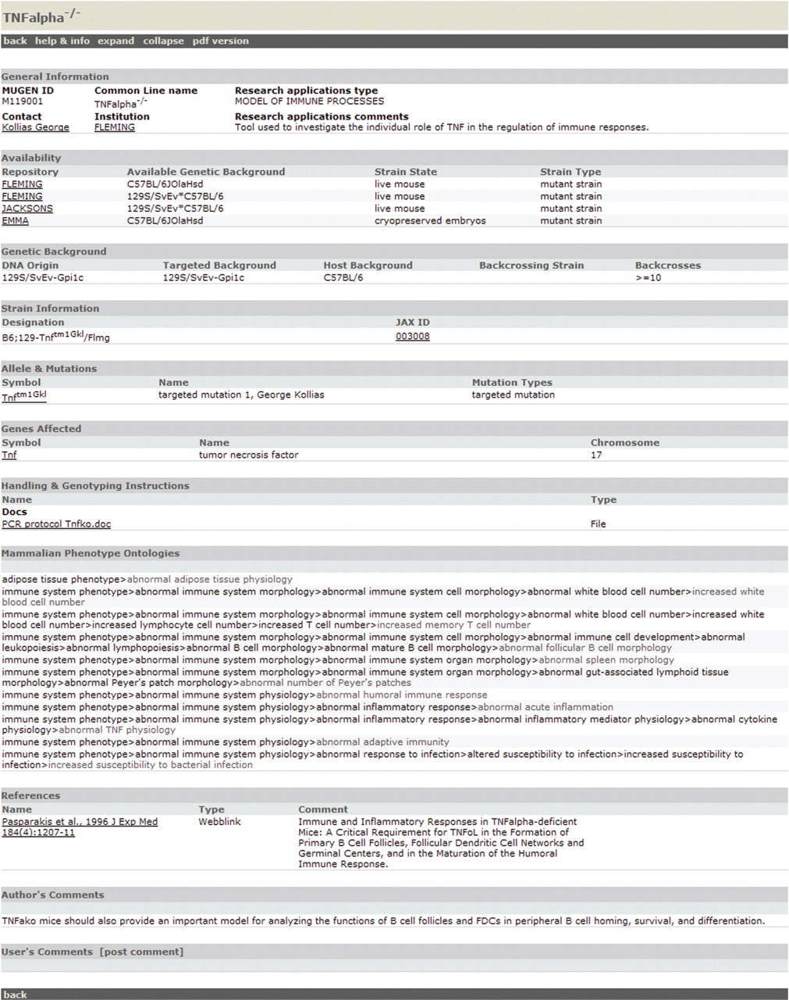 TNFalpha-/-
back help & info expand collapse pdf version
General Information
MUGEN ID Common Line name Research applications type
M119001 TNFalpha-/- MODEL OF IMMUNE PROCESSES
Contact Institution Research applications comments
Kollias George FLEMING Tool used to investigate the individual role of TNF in the regulation of immune responses.
Availability
Repository Available Genetic Background Strain State Strain Type
FLEMING C57BL/6JOlaHsd live mouse mutant strain
FLEMING 129S/SvEv*C57BL/6 live mouse mutant strain
JACKSONS 129S/SvEv*C57BL/6 live mouse mutant strain
EMMA C57BL/6JOlaHsd cryopreserved embryos mutant strain
Genetic Background
DNA Origin Targeted Background Host Background Backcrossing Strain Backcrosses
129S/SvEv-Gpi1c 129S/SvEv-Gpi1c C57BL/6 >=10
Strain Information
Designation JAX ID
B6;129-Tnftm1Gkl/Flmg 003008
Allele & Mutations
Symbol Name Mutation Types
Tnftm1Gkl targeted mutation 1, George Kollias targeted mutation
Genes Affected
Symbol Name Chromosome
Tnf tumor necrosis factor 17
Handling & Genotyping Instructions
Name Type
Docs
PCR protocol Tnfko.doc File
Mammalian Phenotype Ontologies
adipose tissue phenotype>abnormal adipose tissue physiology
immune system phenotype>abnormal immune system morphology>abnormal immune system cell morphology>abnormal white blood cell number>increased white
blood cell number
immune system phenotype>abnormal immune system morphology>abnormal immune system cell morphology>abnormal white blood cell number>increased white
blood cell number>increased lymphocyte cell number>increased T cell number>increased memory T cell number
immune system phenotype>abnormal immune system morphology>abnormal immune system cell morphology>abnormal immune cell development>abnormal
leukopoiesis>abnormal lymphopoiesis>abnormal B cell morphology>abnormal mature B cell morphology>abnormal follicular B cell morphology
immune system phenotype>abnormal immune system morphology>abnormal immune system organ morphology>abnormal spleen morphology
immune system phenotype>abnormal immune system morphology>abnormal immune system organ morphology>abnormal gut-associated lymphoid tissue
morphology>abnormal Peyer's patch morphology>abnormal number of Peyer's patches
immune system phenotype>abnormal immune system physiology>abnormal humoral immune response
immune system phenotype>abnormal immune system physiology>abnormal inflammatory response>abnormal acute inflammation
immune system phenotype>abnormal immune system physiology>abnormal inflammatory response>abnormal inflammatory mediator physiology>abnormal cytokine
physiology>abnormal TNF physiology
immune system phenotype>abnormal immune system physiology>abnormal adaptive immunity
immune system phenotype>abnormal immune system physiology>abnormal response to infection>altered susceptibility to infection>increased susceptibility to
infection>increased susceptibility to bacterial infection
References
Name Type Comment
Pasparakis et al., 1996 J Exp Med Webblink Immune and Inflammatory Responses in TNFalpha-deficient
184(4):1207-11 Mice: A Critical Requirement for TNFoL in the Formation of
Primary B Cell Follicles, Follicular Dendritic Cell Networks and
Germinal Centers, and in the Maturation of the Humoral
Immune Response.
Author's Comments
TNFako mice should also provide an important model for analyzing the functions of B cell follicles and FDCs in peripheral B cell homing, survival, and differentiation.
User's Comments [post comment]
back